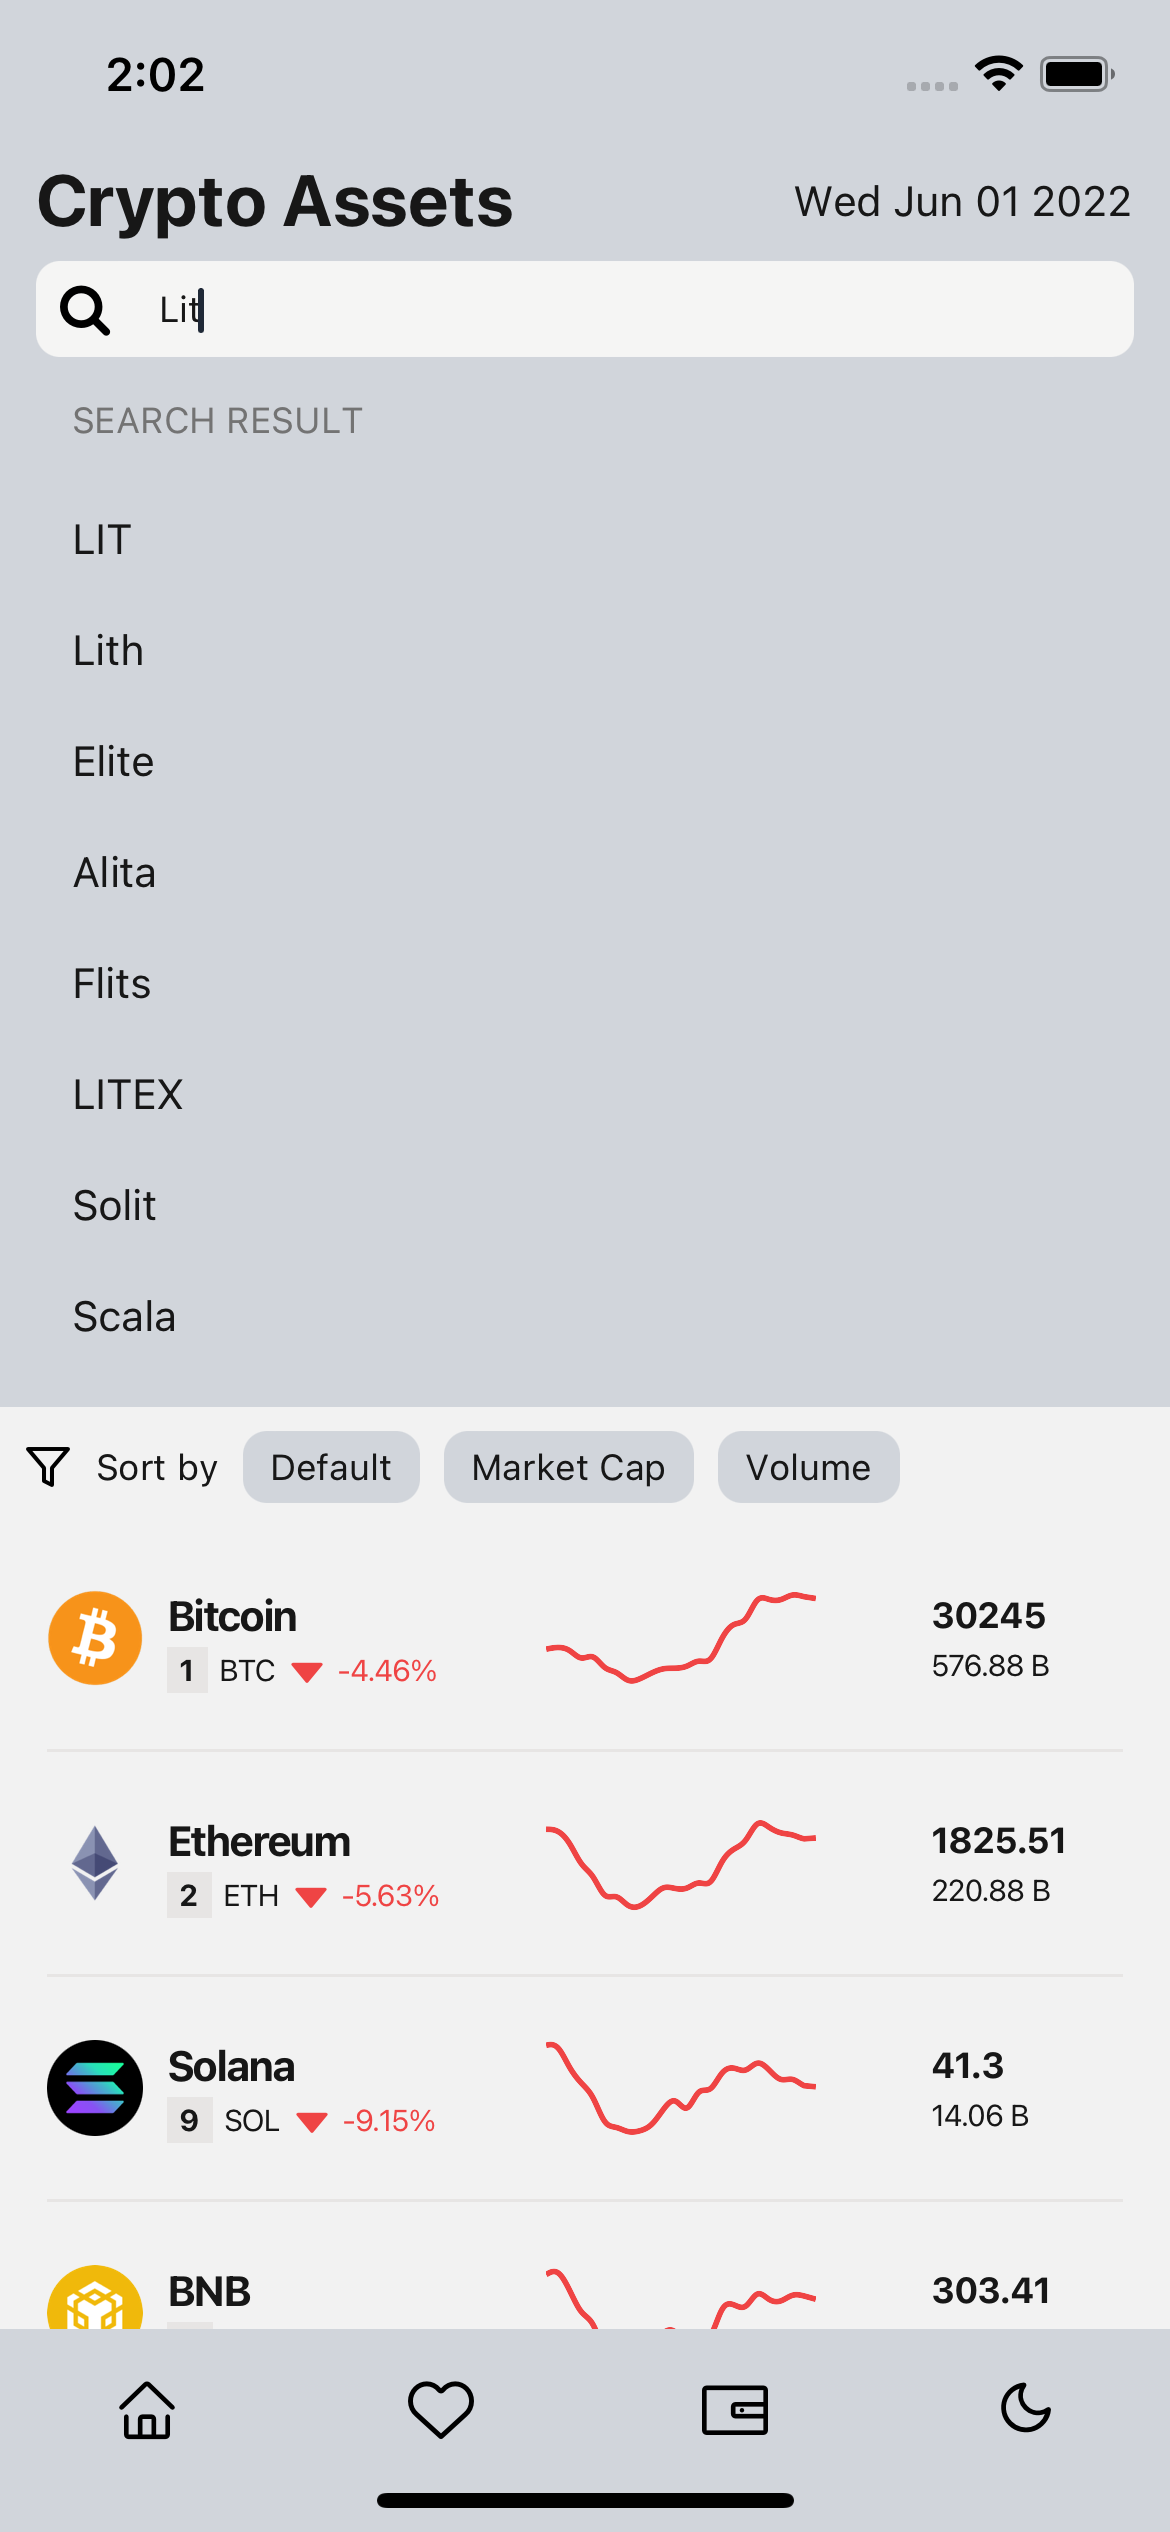 2:02
Crypto Assets
Wed Jun 01 2022
Lit
SEARCH RESULT
LIT
Lith
Elite
Alita
Flits
LITEX
Solit
Scala
Sort by Default Market Cap Volume
Bitcoin 30245
1 BTC -4.46% 576.88 B
Ethereum 1825.51
2 ETH -5.63% 220.88 B
Solana 41.3
9 SOL -9.15% 14.06 B
BNB 303.41